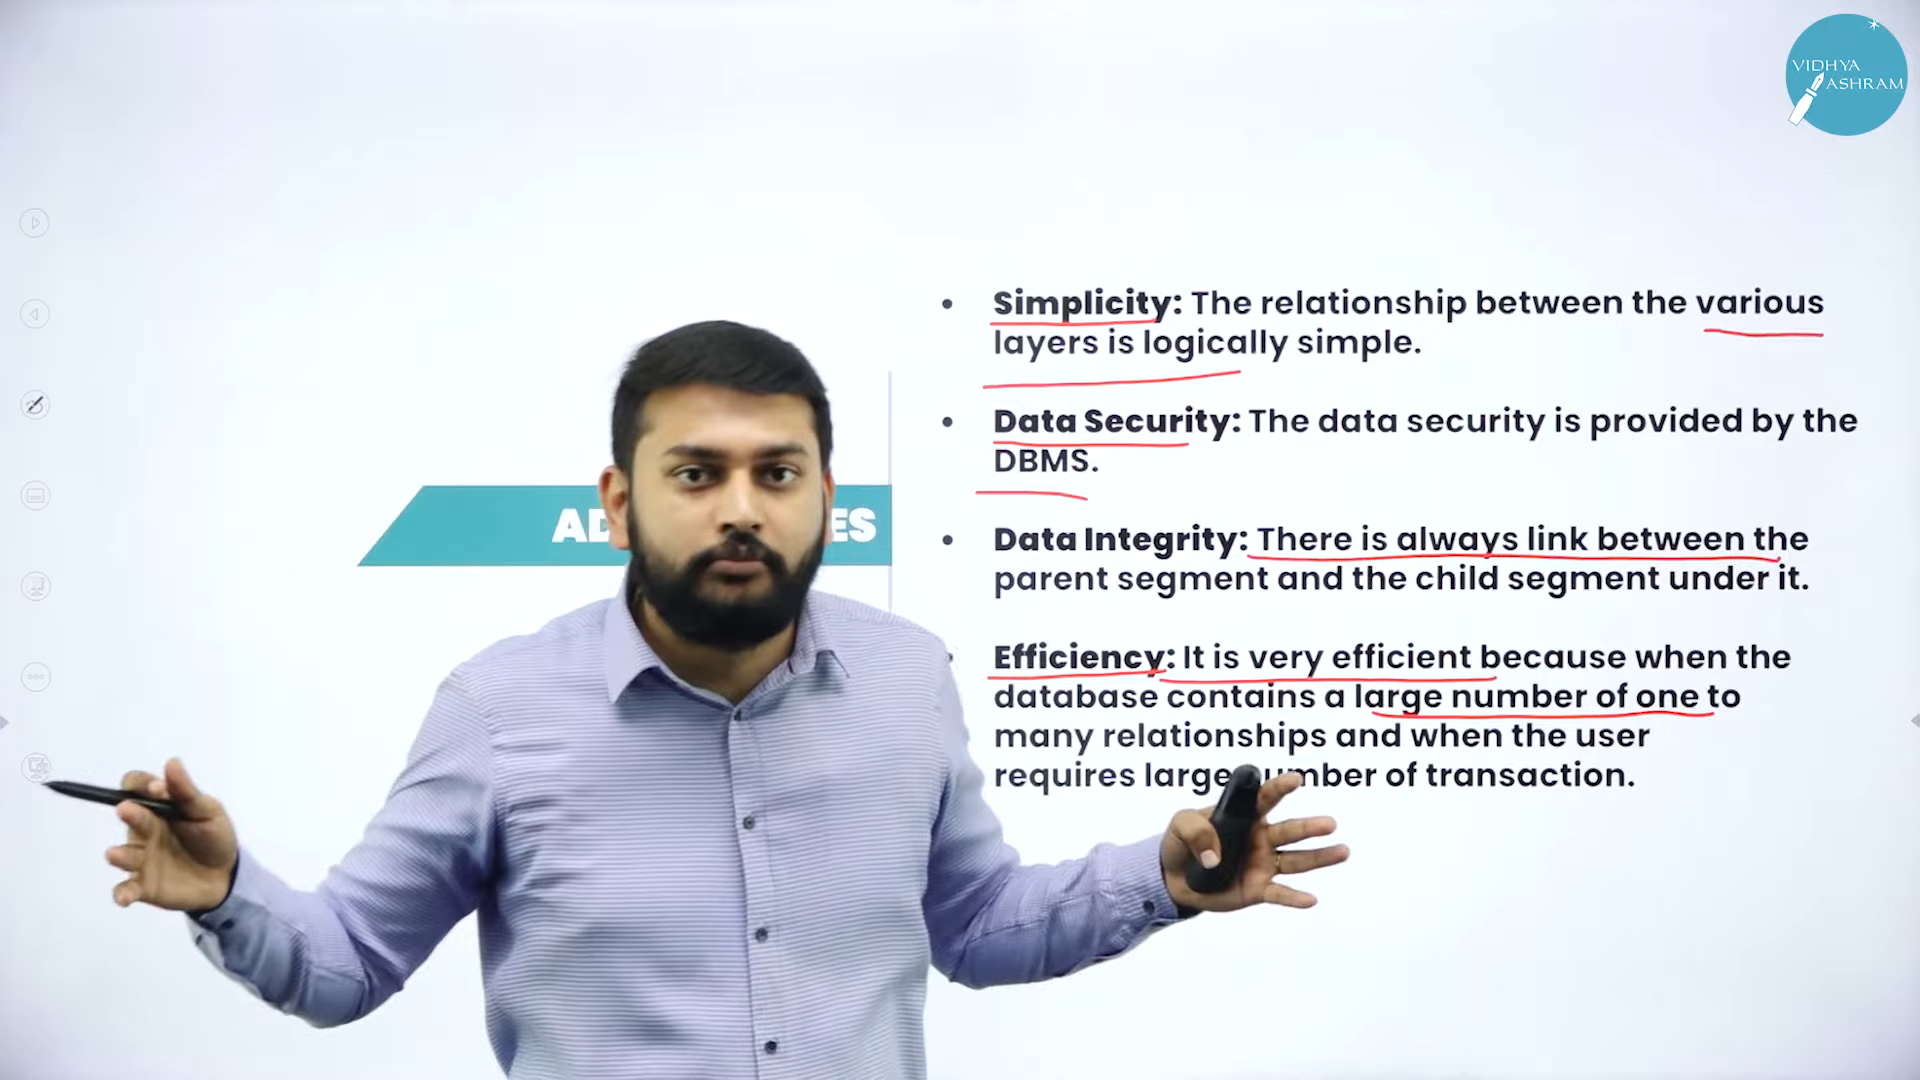 VIDHYA
ASHRAM
Simplicity: The relationship between the various
layers is logically simple.
Data Security: The data security is provided by the
DBMS.
Data Integrity: There is always link between the
parent segment and the child segment under it.
Efficiency: It is very efficient because when the
database contains a large number of one to
many relationships and when the user
requires large number of transaction.